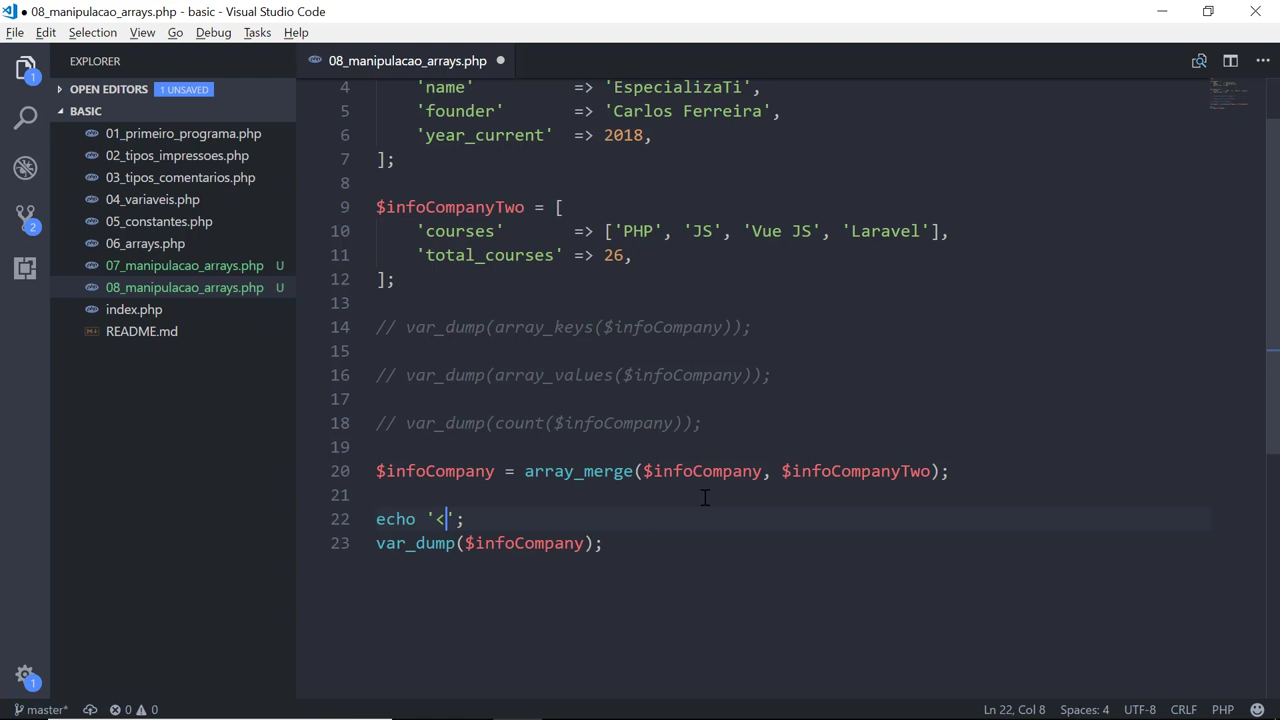 ● 08_manipulacao_arrays.php - basic - Visual Studio Code
File Edit Selection View Go Debug Tasks Help
EXPLORER
08_manipulacao_arrays.php
OPEN EDITORS 1 UNSAVED
BASIC
01_primeiro_programa.php
02_tipos_impressoes.php
03_tipos_comentarios.php
04_variaveis.php
05_constantes.php
06_arrays.php
07_manipulacao_arrays.php U
08_manipulacao_arrays.php U
index.php
README.md
1
2
1
4 'name' => 'EspecializaTi',
5 'founder' => 'Carlos Ferreira',
6 'year_current' => 2018,
7 ];
8
9 $infoCompanyTwo = [
10 'courses' => ['PHP', 'JS', 'Vue JS', 'Laravel'],
11 'total_courses' => 26,
12 ];
13
14 // var_dump(array_keys($infoCompany));
15
16 // var_dump(array_values($infoCompany));
17
18 // var_dump(count($infoCompany));
19
20 $infoCompany = array_merge($infoCompany, $infoCompanyTwo);
21
22 echo '<';
23 var_dump($infoCompany);
master* 0 0 Ln 22, Col 8 Spaces: 4 UTF-8 CRLF PHP